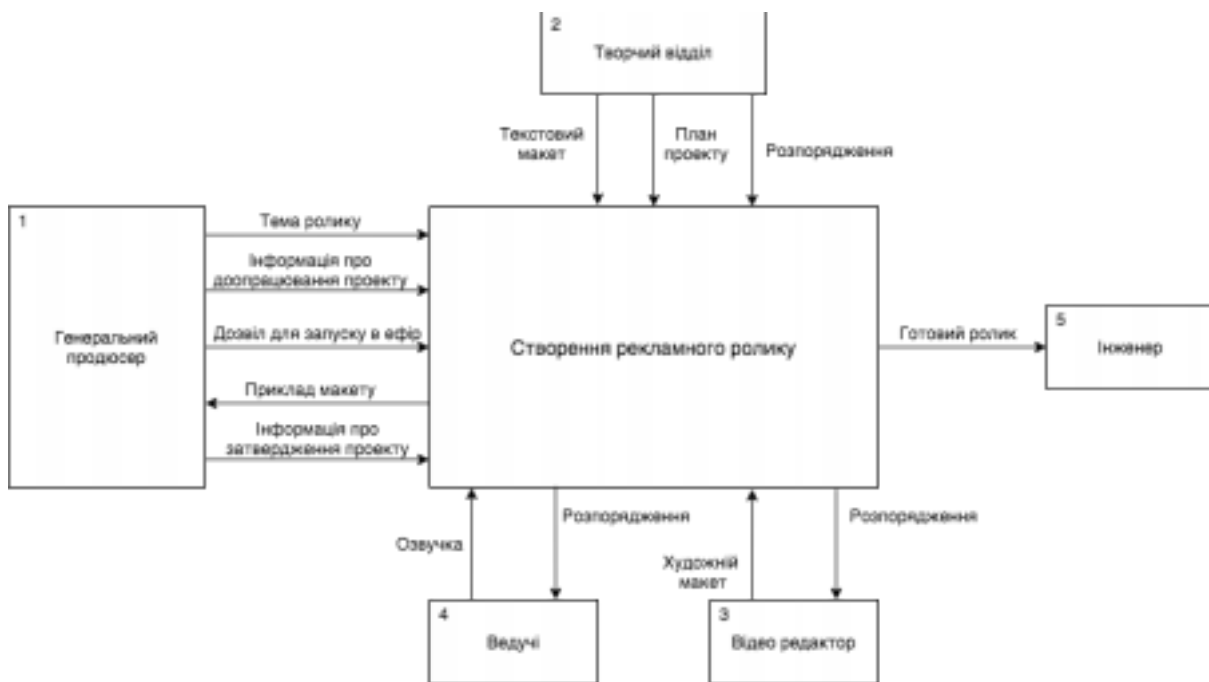 2
Творчий відділ
Текстовий
макет
План
проекту
Розпорядження
1
Генеральний
продюсер
Тема ролику
Інформація про
доопрацювання проекту
Дозвіл для запуску в ефір
Приклад макету
Інформація про
затвердження проекту
Створення рекламного ролику
Готовий ролик
5
Інженер
Озвучка
Розпорядження
Художній
макет
Розпорядження
4
Ведучі
3
Відео редактор